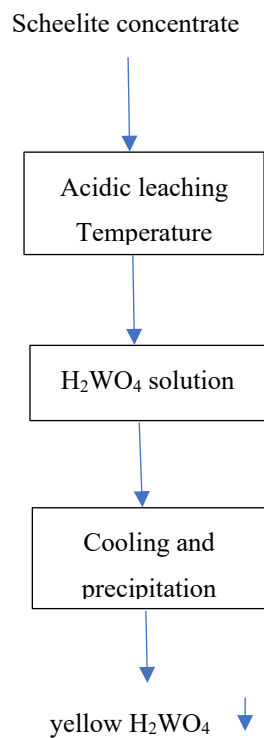 Scheelite concentrate
Acidic leaching
Temperature
H₂WO₄ solution
Cooling and
precipitation
yellow H₂WO₄